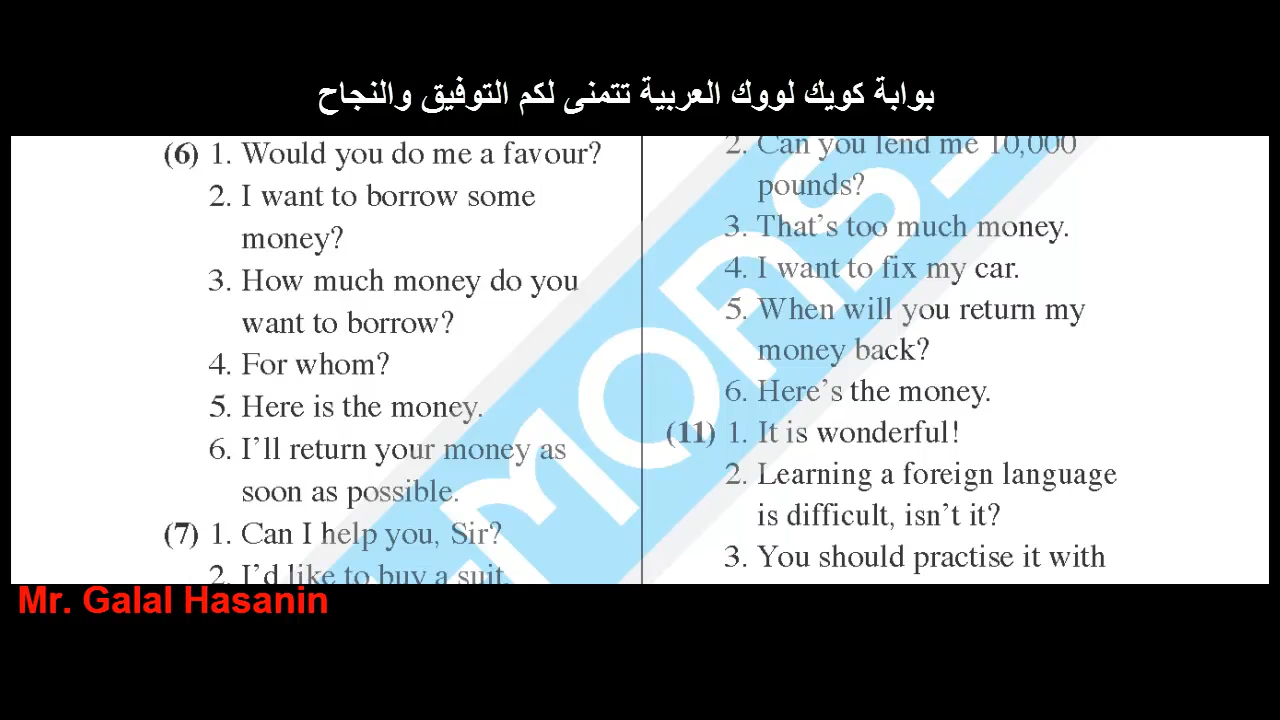 بوابة كويك لووك العربية تتمنى لكم التوفيق والنجاح
(6) 1. Would you do me a favour?
2. I want to borrow some
money?
3. How much money do you
want to borrow?
4. For whom?
5. Here is the money.
6. I'll return your money as
soon as possible.
(7) 1. Can I help you, Sir?
2. I'd like to buy a suit.
2. Can you lend me 10,000
pounds?
3. That's too much money.
4. I want to fix my car.
5. When will you return my
money back?
6. Here's the money.
(11) 1. It is wonderful!
2. Learning a foreign language
is difficult, isn't it?
3. You should practise it with
Mr. Galal Hasanin